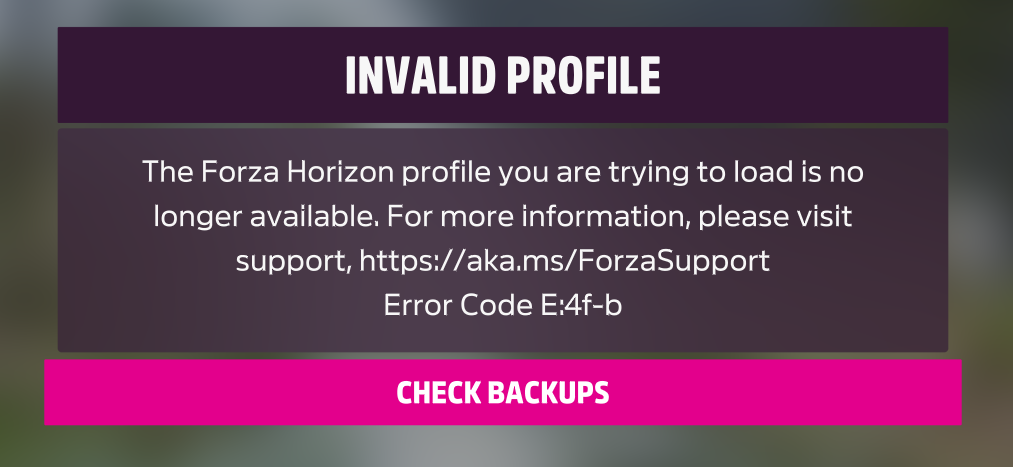 INVALID PROFILE
The Forza Horizon profile you are trying to load is no
longer available. For more information, please visit
support, https://aka.ms/ForzaSupport
Error Code E:4f-b
CHECK BACKUPS